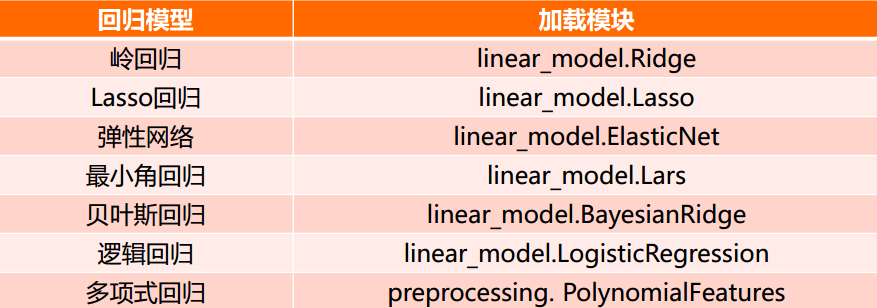 回归模型 加载模块
岭回归 linear_model.Ridge
Lasso回归 linear_model.Lasso
弹性网络 linear_model.ElasticNet
最小角回归 linear_model.Lars
贝叶斯回归 linear_model.BayesianRidge
逻辑回归 linear_model.LogisticRegression
多项式回归 preprocessing. PolynomialFeatures